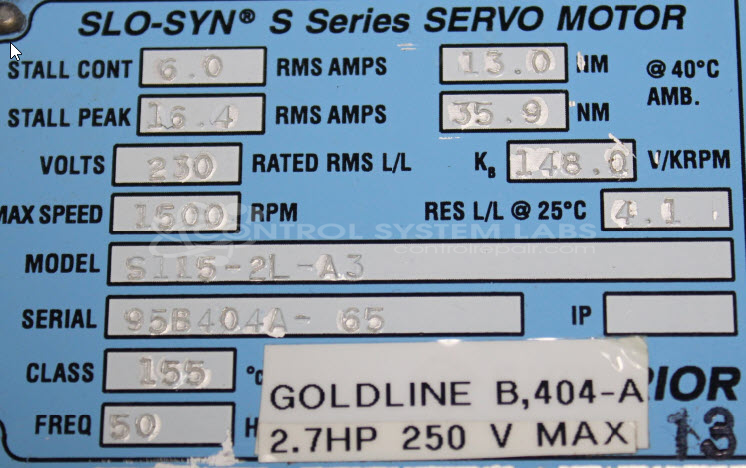 SLO-SYN® S Series SERVO MOTOR
STALL CONT 6.0 RMS AMPS 13.0 NM @ 40°C
STALL PEAK 16.4 RMS AMPS 35.9 NM AMB.
VOLTS 230 RATED RMS L/L KB 148.0 V/KRPM
MAX SPEED 1500 RPM RES L/L @ 25°C 4.1
CONTROL SYSTEM LABS
controlrepair.com
MODEL S115-2L-A3
SERIAL 95B404A- 65 IP
CLASS 155 °C
GOLDLINE B,404-A RIOR
FREQ 50 H
2.7HP 250 V MAX 13